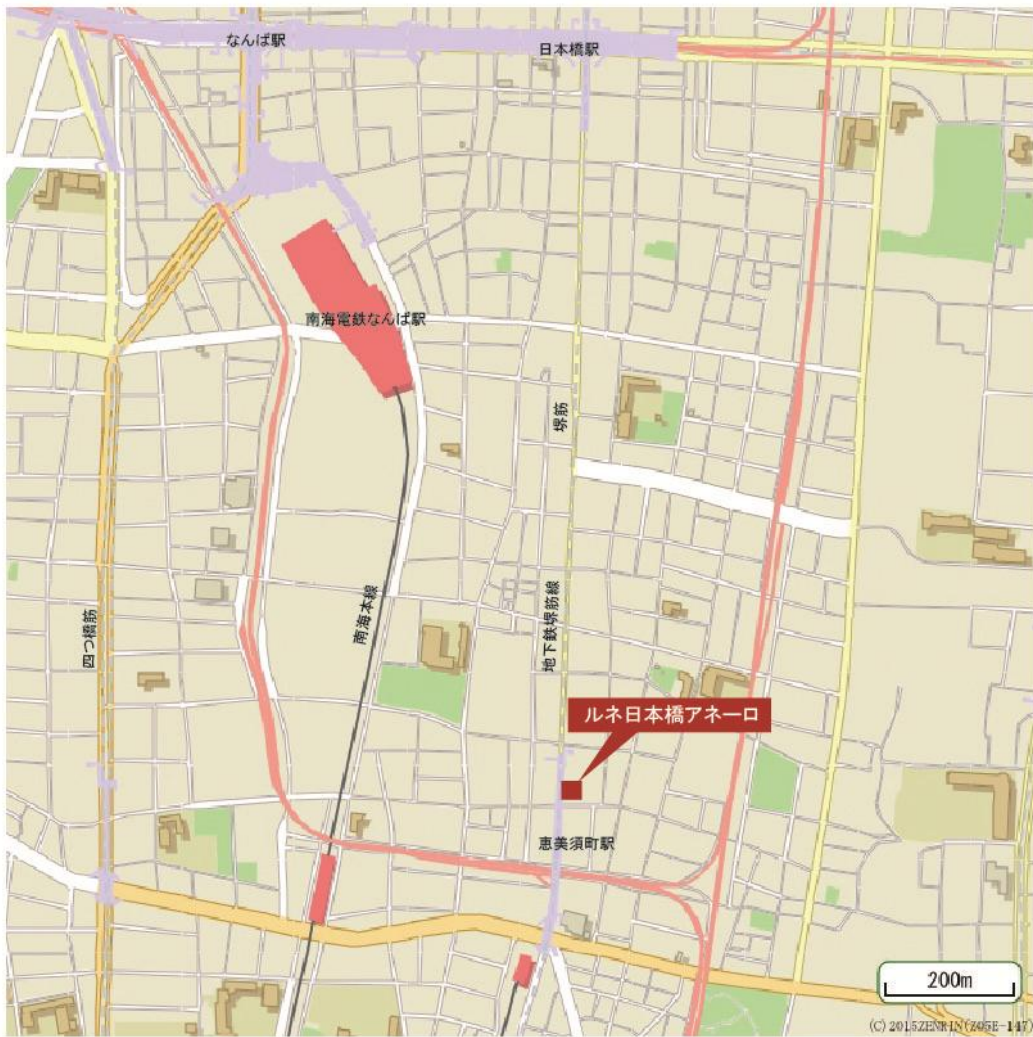 なんば駅
日本橋駅
南海電鉄なんば駅
堺筋
南海本線
地下鉄堺筋線
四つ橋筋
ルネ日本橋アネーロ
恵美須町駅
200m
(C) 2015ZENRIN(Z05E-147)